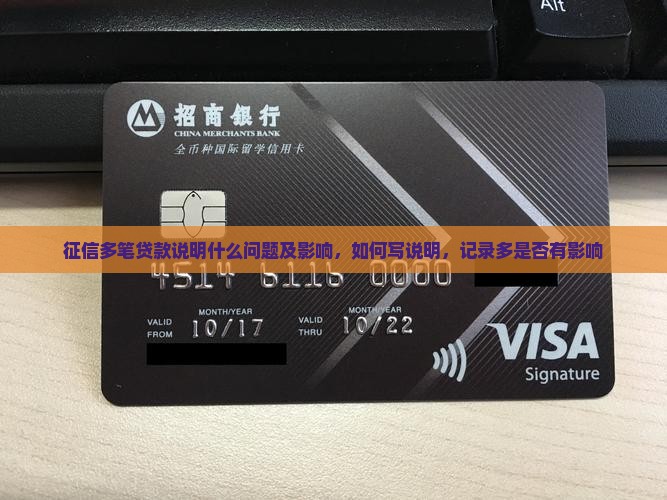 Alt
招商銀行
CHINA MERCHANTS BANK
全币种国际留学信用卡
征信多笔贷款说明什么问题及影响，如何写说明，记录多是否有影响
4514 6116 0000
MONTH/YEAR MONTH/YEAR
VALID FROM 10/17 VALID THRU 10/22
VISA
Signature